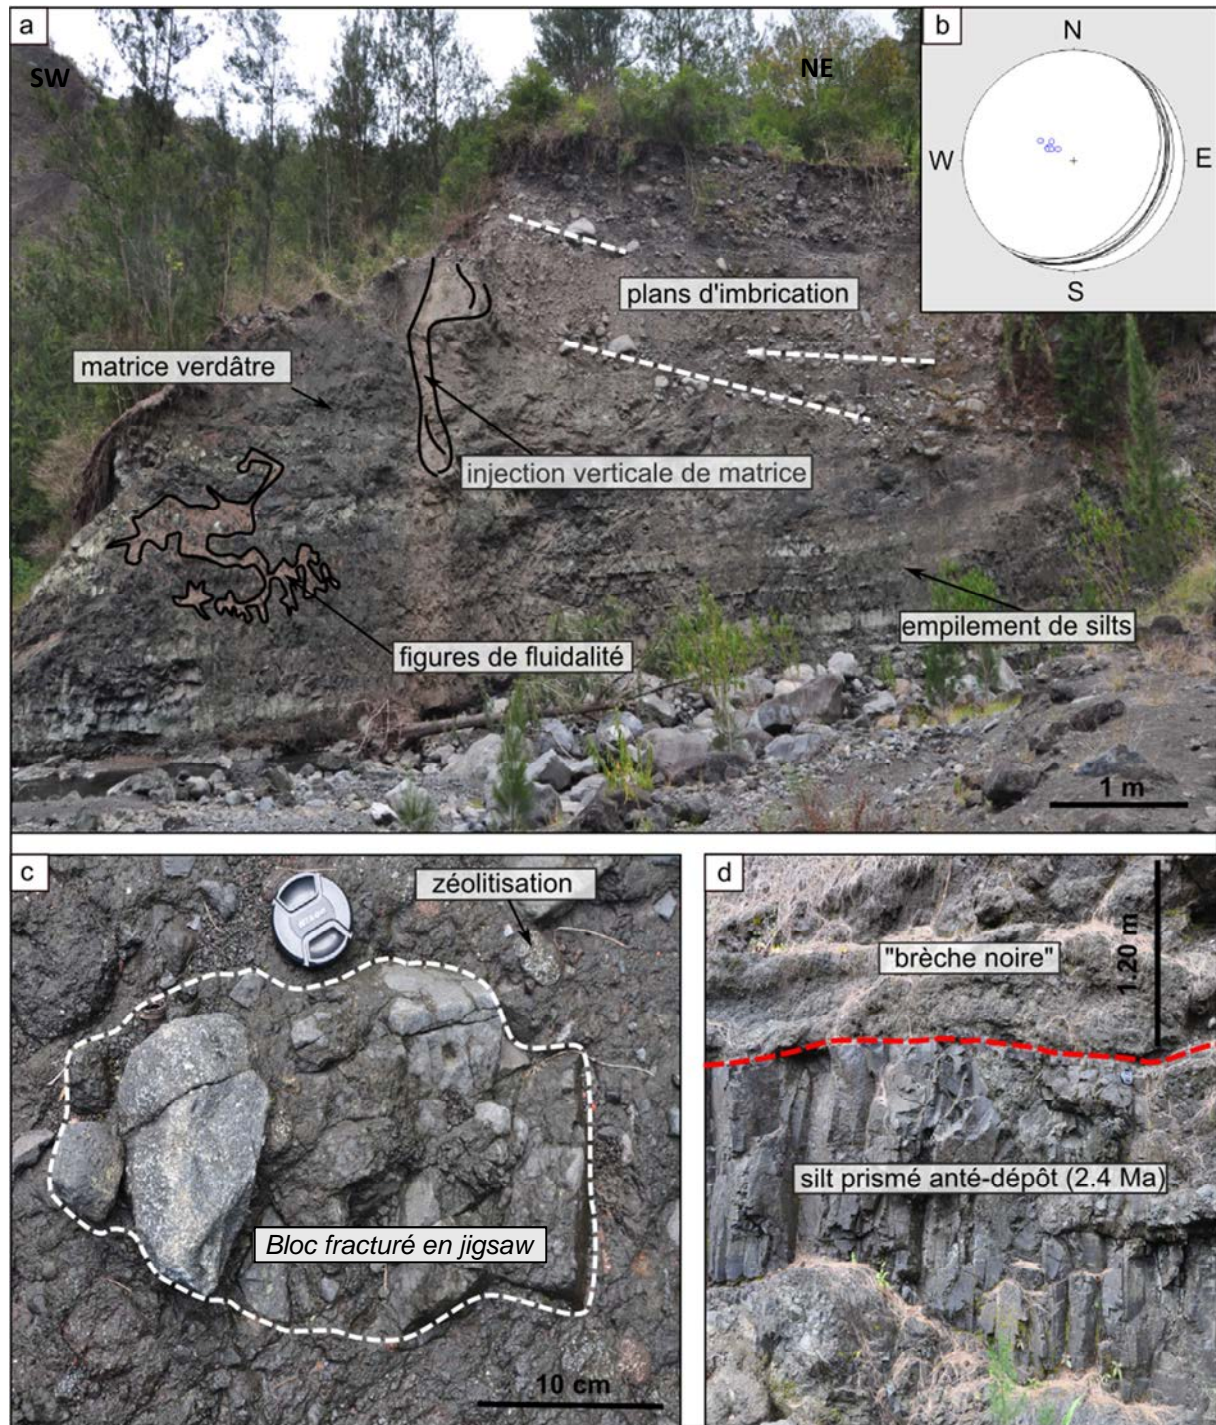 a
SW
NE
b
N
W
E
S
plans d'imbrication
matrice verdâtre
injection verticale de matrice
empilement de silts
figures de fluidalité
1 m
c
zéolitisation
Bloc fracturé en jigsaw
10 cm
d
"brèche noire"
1.20 m
silt prismé anté-dépôt (2.4 Ma)